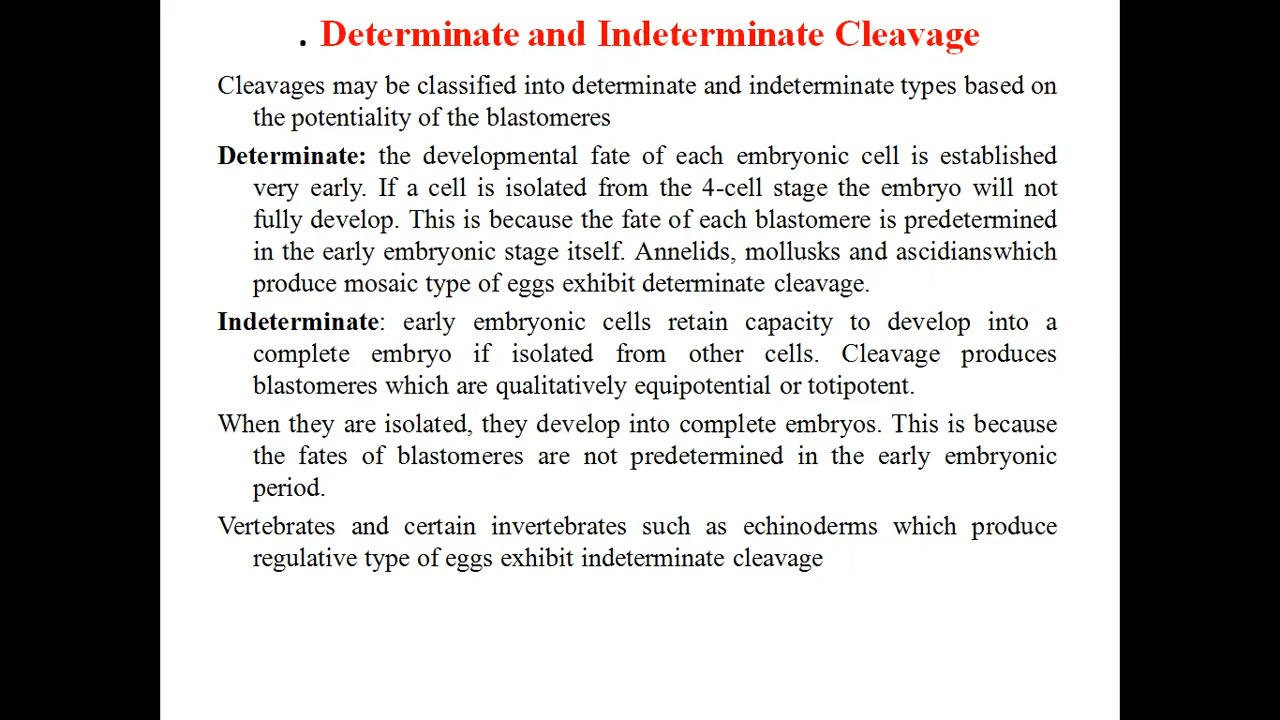 . Determinate and Indeterminate Cleavage
Cleavages may be classified into determinate and indeterminate types based on
the potentiality of the blastomeres
Determinate: the developmental fate of each embryonic cell is established
very early. If a cell is isolated from the 4-cell stage the embryo will not
fully develop. This is because the fate of each blastomere is predetermined
in the early embryonic stage itself. Annelids, mollusks and ascidianswhich
produce mosaic type of eggs exhibit determinate cleavage.
Indeterminate: early embryonic cells retain capacity to develop into a
complete embryo if isolated from other cells. Cleavage produces
blastomeres which are qualitatively equipotential or totipotent.
When they are isolated, they develop into complete embryos. This is because
the fates of blastomeres are not predetermined in the early embryonic
period.
Vertebrates and certain invertebrates such as echinoderms which produce
regulative type of eggs exhibit indeterminate cleavage